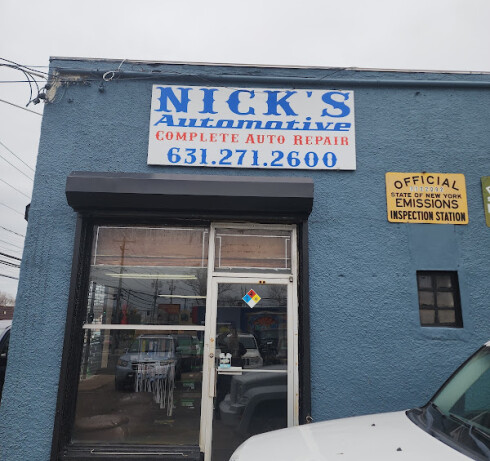 NICK'S
Automotive
COMPLETE AUTO REPAIR
631.271.2600
OFFICIAL
STATE OF NEW YORK
EMISSIONS
INSPECTION STATION